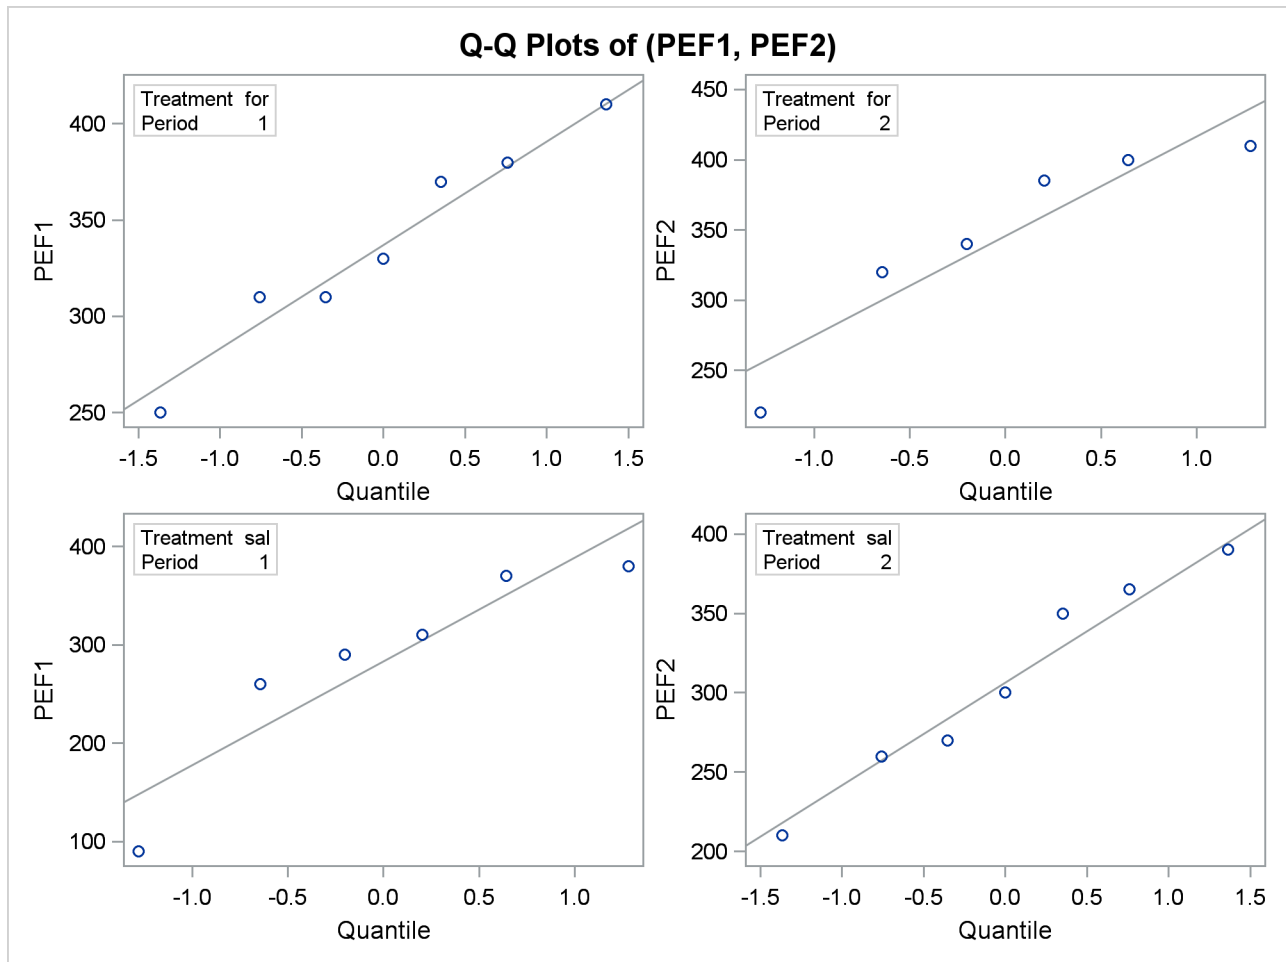 Q-Q Plots of (PEF1, PEF2)
Treatment for
Period 1
400
350
300
250
PEF1
-1.5 -1.0 -0.5 0.0 0.5 1.0 1.5
Quantile
Treatment for
Period 2
450
400
350
300
250
PEF2
-1.0 -0.5 0.0 0.5 1.0
Quantile
Treatment sal
Period 1
400
300
200
100
PEF1
-1.0 -0.5 0.0 0.5 1.0
Quantile
Treatment sal
Period 2
400
350
300
250
200
PEF2
-1.5 -1.0 -0.5 0.0 0.5 1.0 1.5
Quantile